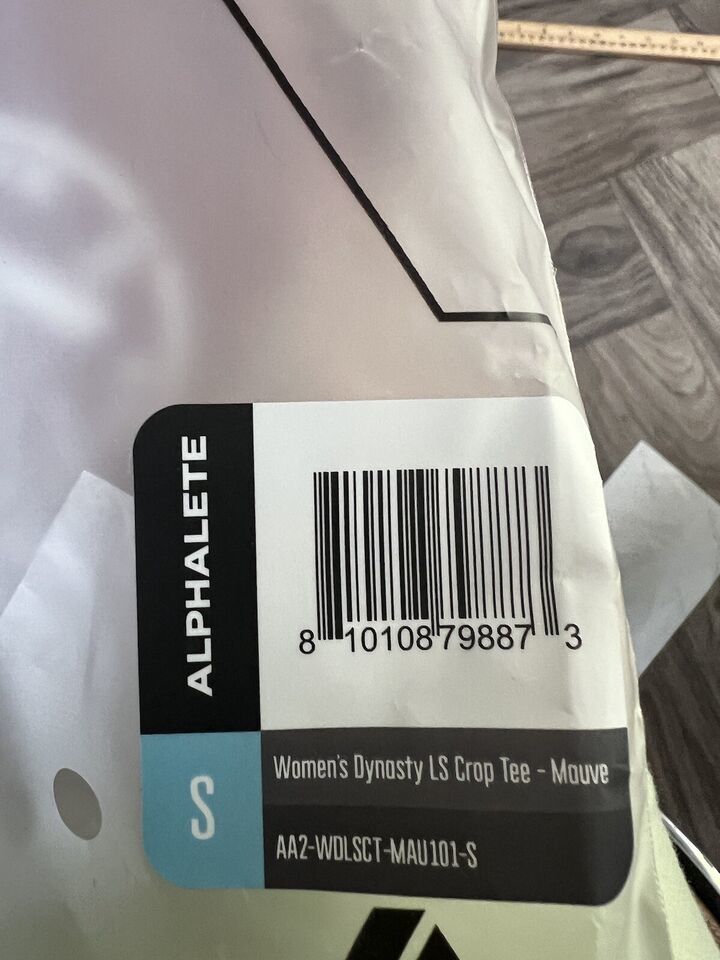 ALPHALETE
8 10108 79887 3
S
Women's Dynasty LS Crop Tee - Mauve
AA2-WDLSCT-MAU101-S